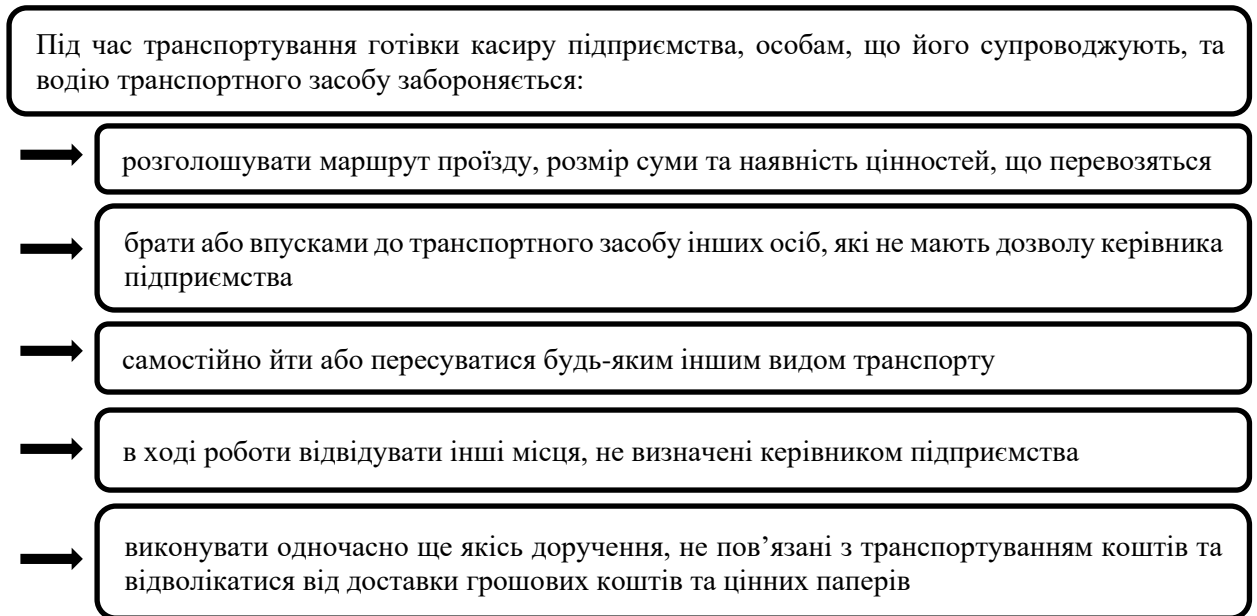 Під час транспортування готівки касиру підприємства, особам, що його супроводжують, та
водію транспортного засобу забороняється:
розголошувати маршрут проїзду, розмір суми та наявність цінностей, що перевозяться
брати або впусками до транспортного засобу інших осіб, які не мають дозволу керівника
підприємства
самостійно йти або пересуватися будь-яким іншим видом транспорту
в ході роботи відвідувати інші місця, не визначені керівником підприємства
виконувати одночасно ще якісь доручення, не пов’язані з транспортуванням коштів та
відволікатися від доставки грошових коштів та цінних паперів